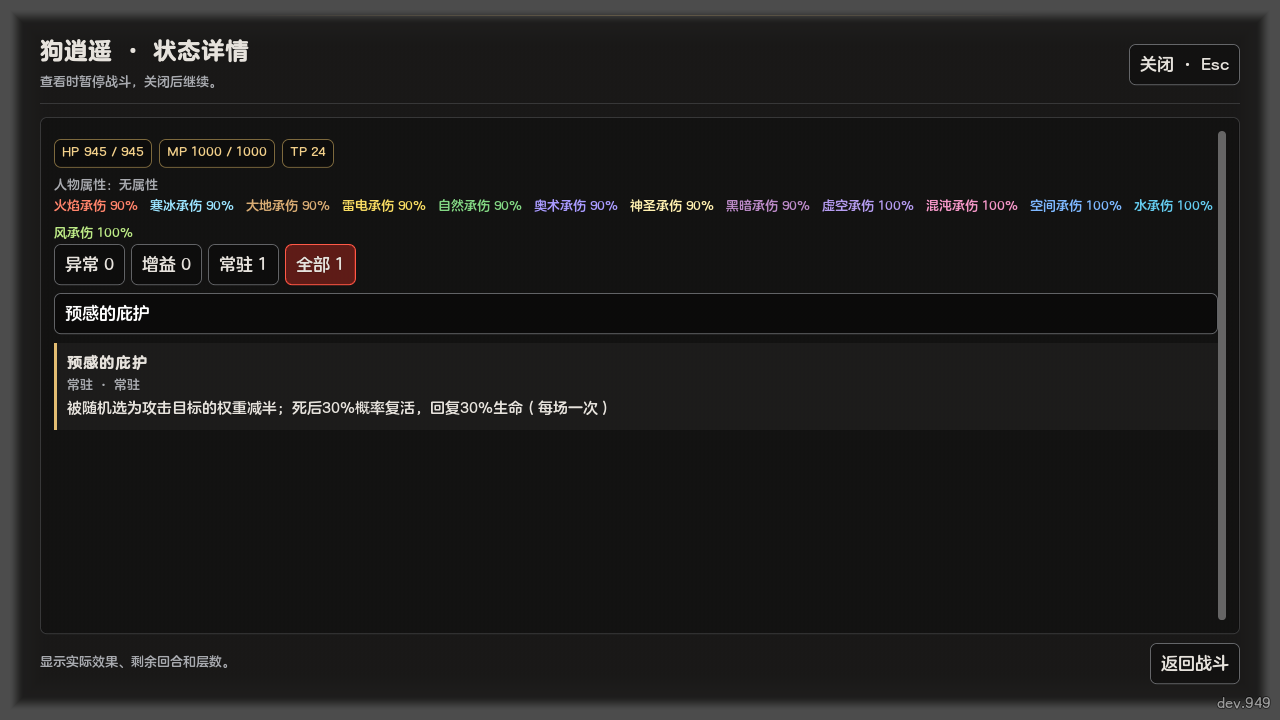 狗逍遥 · 状态详情
查看时暂停战斗，关闭后继续。
关闭 · Esc
HP 945 / 945 MP 1000 / 1000 TP 24
人物属性：无属性
火焰承伤 90% 寒冰承伤 90% 大地承伤 90% 雷电承伤 90% 自然承伤 90% 奥术承伤 90% 神圣承伤 90% 黑暗承伤 90% 虚空承伤 100% 混沌承伤 100% 空间承伤 100% 水承伤 100%
风承伤 100%
异常 0 增益 0 常驻 1 全部 1
预感的庇护
预感的庇护
常驻 · 常驻
被随机选为攻击目标的权重减半；死后30%概率复活，回复30%生命（每场一次）
显示实际效果、剩余回合和层数。
返回战斗
dev.949